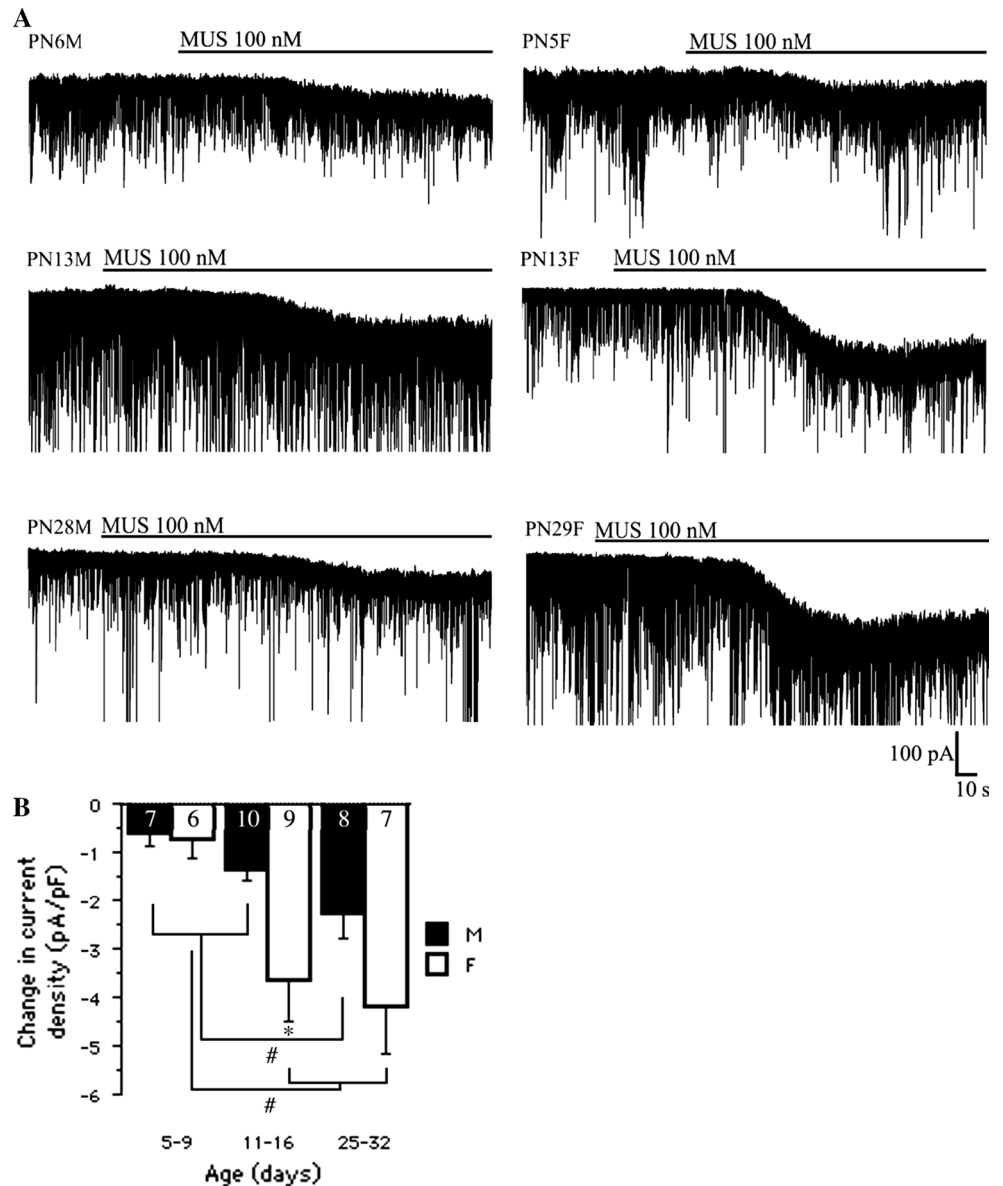 A
PN6M
MUS 100 nM
PN5F
MUS 100 nM
PN13M
MUS 100 nM
PN13F
MUS 100 nM
PN28M
MUS 100 nM
PN29F
MUS 100 nM
100 pA
10 s
B
Change in current
density (pA/pF)
0
-1
-2
-3
-4
-5
-6
7
6
10
9
8
7
*
#
#
M
F
5-9
11-16
25-32
Age (days)